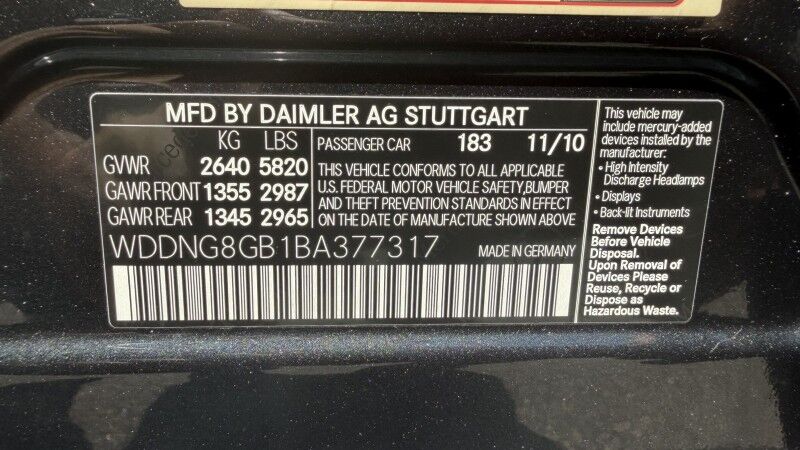 MFD BY DAIMLER AG STUTTGART
KG LBS
GVWR 2640 5820
GAWR FRONT 1355 2987
GAWR REAR 1345 2965
PASSENGER CAR 183 11/10
THIS VEHICLE CONFORMS TO ALL APPLICABLE
U.S. FEDERAL MOTOR VEHICLE SAFETY,BUMPER
AND THEFT PREVENTION STANDARDS IN EFFECT
ON THE DATE OF MANUFACTURE SHOWN ABOVE
WDDNG8GB1BA377317
MADE IN GERMANY
This vehicle may
include mercury-added
devices installed by the
manufacturer:
• High Intensity
Discharge Headlamps
• Displays
• Back-lit Instruments
Remove Devices
Before Vehicle
Disposal.
Upon Removal of
Devices Please
Reuse, Recycle or
Dispose as
Hazardous Waste.